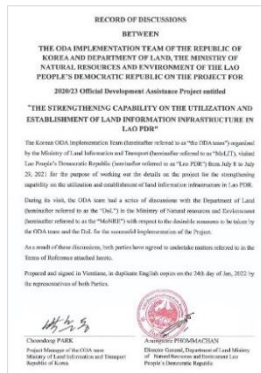 RECORD OF DISCUSSIONS
BETWEEN
THE ODA IMPLEMENTATION TEAM OF THE REPUBLIC OF
KOREA AND DEPARTMENT OF LAND, THE MINISTRY OF
NATURAL RESOURCES AND ENVIRONMENT OF THE LAO
PEOPLE'S DEMOCRATIC REPUBLIC ON THE PROJECT FOR
2020/23 Official Development Assistance Project entitled
"THE STRENGTHENING CAPABILITY ON THE UTILIZATION AND
ESTABLISHMENT OF LAND INFORMATION INFRASTRUCTURE IN
LAO PDR"
The Korean ODA implementation Team (hereinafter referred to as "the ODA team") organized
by the Ministry of Land Information and Transport (hereinafter referred to as "MoLIT), visited
Lao People's Democratic Republic (hereinafter referred to as "Lao PDR") from July 8 to July
20, 2021 for the purpose of working out the details on the project for the strengthening
capability on the utilization and establishment of land information infrastructure in Lao PDR.
During its visit, the ODA team had a series of discussions with the Department of Land
(hereinafter referred to as the "DoL") in the Ministry of Natural resources and Environment
(hereinafter referred to as the "MoNRE") with respect to the desirable measures to be taken by
the ODA team and the DoL for the successful implementation of the Project.
As a result of these discussions, both parties have agreed to undertake matters referred to in the
Terms of Reference attached hereto.
Prepared and signed in Vientiane, in duplicate English copies on the 24th day of Jan, 2022 by
the representatives of both Parties.
PARK
PHOMMACHAN
Project Manager of the ODA team
Director General, Department of Land Ministry
Ministry of Land Information and Transport
of Natural Resources and Environment Lao
Republic of Korea
People's Democratic Republic